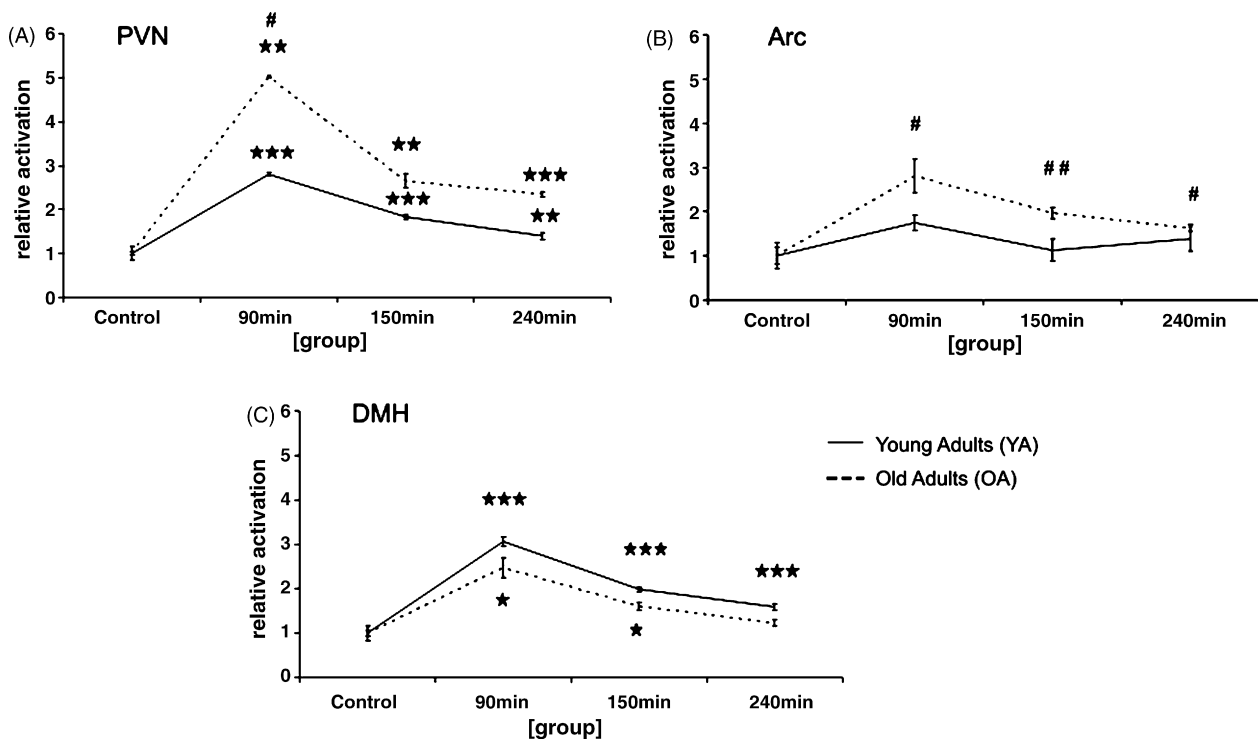 (A) PVN
#
★★
★★★
★★
★★★
★★★
★★
relative activation
6
5
4
3
2
1
0
Control 90min 150min 240min
[group]
(B) Arc
#
##
#
relative activation
6
5
4
3
2
1
0
Control 90min 150min 240min
[group]
(C) DMH
★★★
★★★
★★★
★
★
relative activation
6
5
4
3
2
1
0
Control 90min 150min 240min
[group]
Young Adults (YA)
Old Adults (OA)